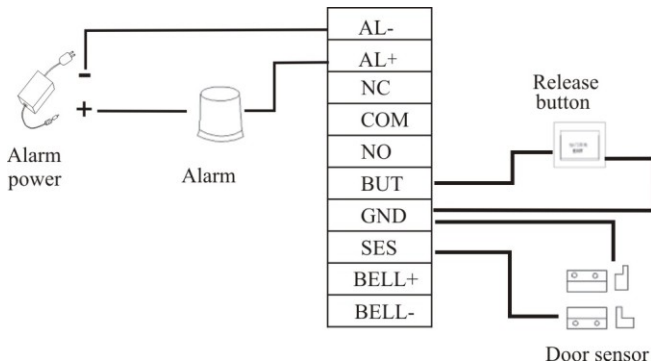 AL-
AL+
NC
COM
NO
BUT
GND
SES
BELL+
BELL-
-
+
Alarm
power
Alarm
Release
button
Door sensor